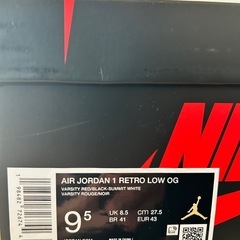 AIR JORDAN 1 RETRO LOW OG
VARSITY RED/BLACK-SUMMIT WHITE
VARSITY ROUGE/NOIR
9.5
UK 8.5 cm 27.5
BR 41 EUR 43